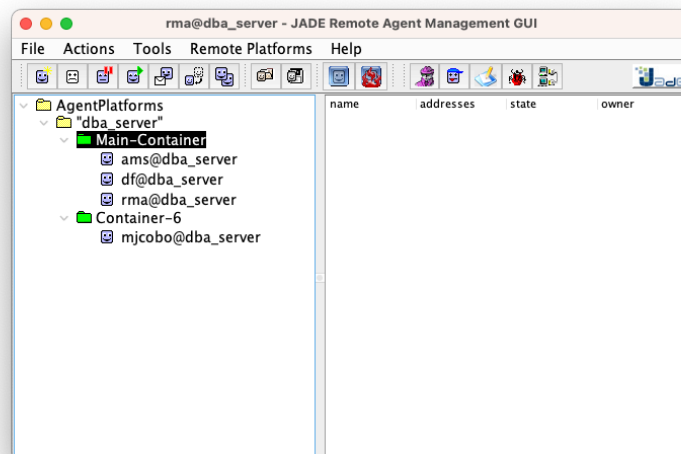 rma@dba_server - JADE Remote Agent Management GUI
File Actions Tools Remote Platforms Help
Jade
AgentPlatforms
"dba_server"
Main-Container
ams@dba_server
df@dba_server
rma@dba_server
Container-6
mjcobo@dba_server
name addresses state owner